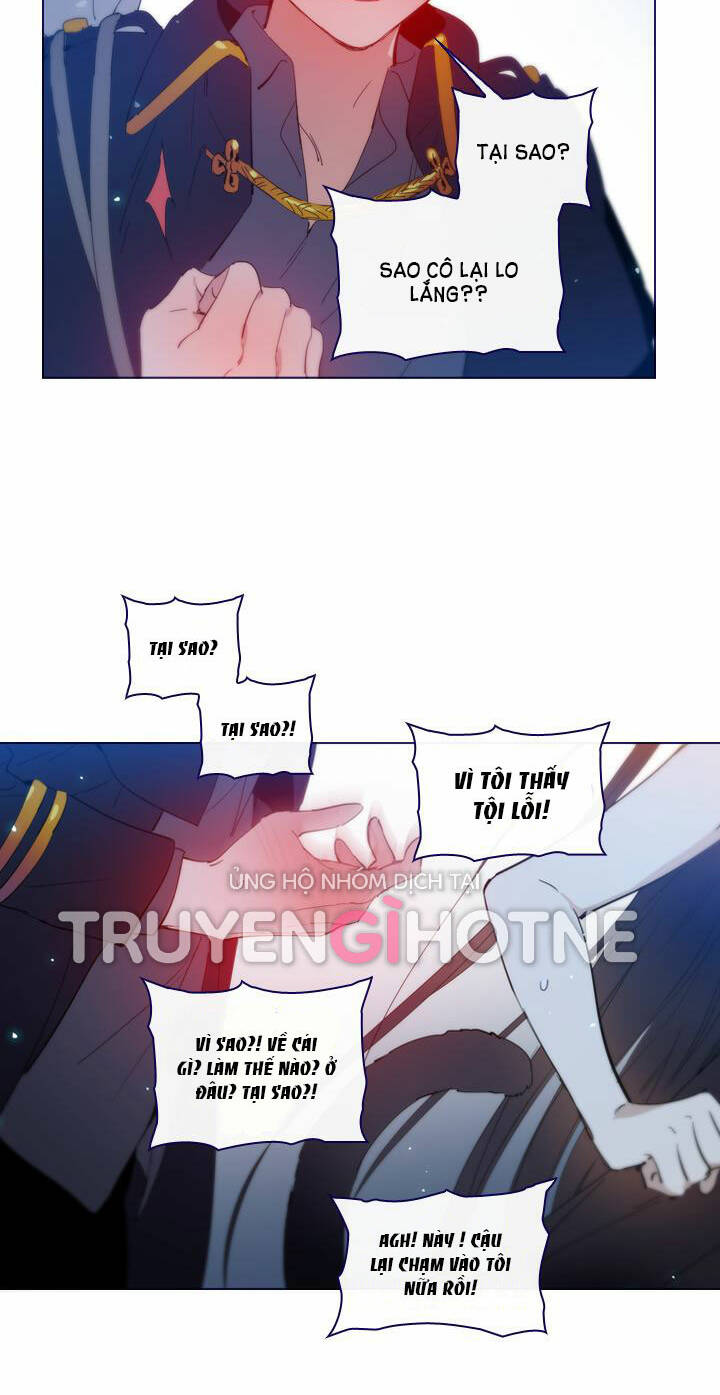 TẠI SAO?
SAO CÔ LẠI LO
LẮNG??
TẠI SAO?
TẠI SAO?!
VÌ TÔI THẤY
TỘI LỖI!
ỦNG HỘ NHÓM DỊCH TẠI
TRUYENGIHOTNE
VÌ SAO?! VỀ CÁI
GÌ? LÀM THẾ NÀO? Ở
ĐÂU? TẠI SAO?!
AGH! NÀY ! CẬU
LẠI CHẠM VÀO TÔI
NỮA RỒI!